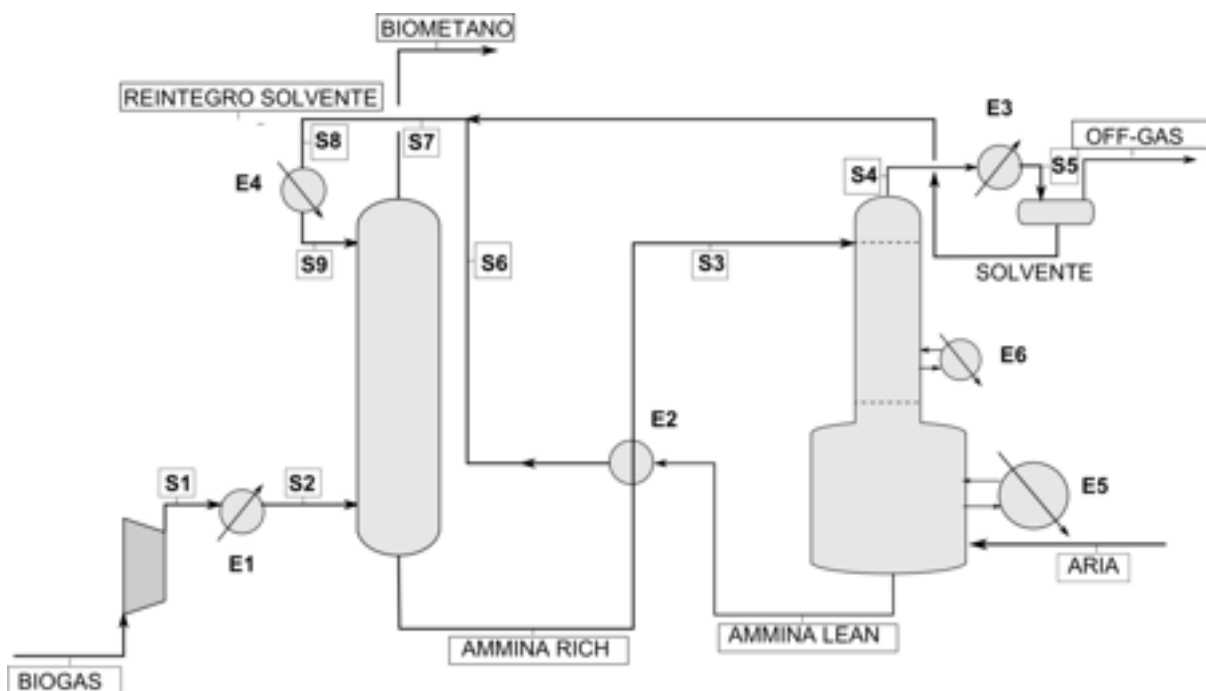 BIOMETANO
REINTEGRO SOLVENTE
E3
OFF-GAS
S8
S7
S4
S5
E4
S9
S6
S3
SOLVENTE
E6
E2
S1
S2
E5
E1
ARIA
AMMINA RICH
AMMINA LEAN
BIOGAS